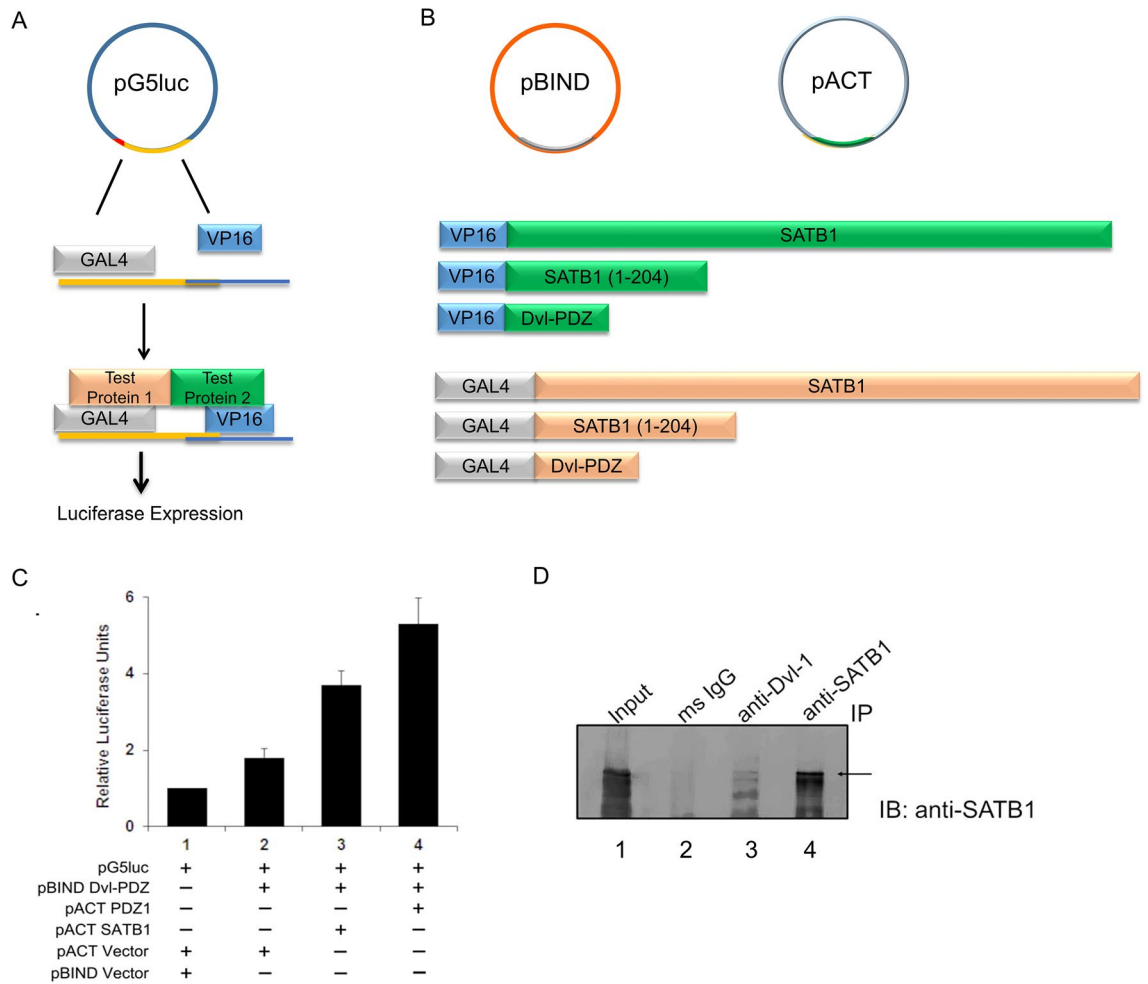 A
pG5luc
GAL4
VP16
Test
Protein 1
Test
Protein 2
GAL4
VP16
Luciferase Expression
B
pBIND
pACT
VP16 SATB1
VP16 SATB1 (1-204)
VP16 Dvl-PDZ
GAL4 SATB1
GAL4 SATB1 (1-204)
GAL4 Dvl-PDZ
C
Relative Luciferase Units
6
4
2
0
1 2 3 4
pG5luc + + + +
pBIND Dvl-PDZ − + + +
pACT PDZ1 − − − +
pACT SATB1 − − + −
pACT Vector + + − −
pBIND Vector + − − −
D
Input
ms IgG
anti-Dvl-1
anti-SATB1
IP
IB: anti-SATB1
1 2 3 4